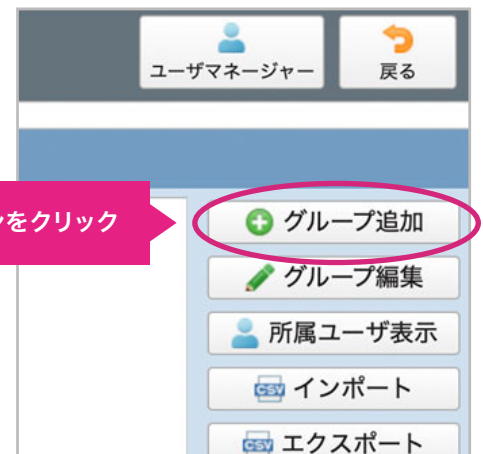 ユーザマネージャー
戻る
ンをクリック
グループ追加
グループ編集
所属ユーザ表示
CSV インポート
CSV エクスポート